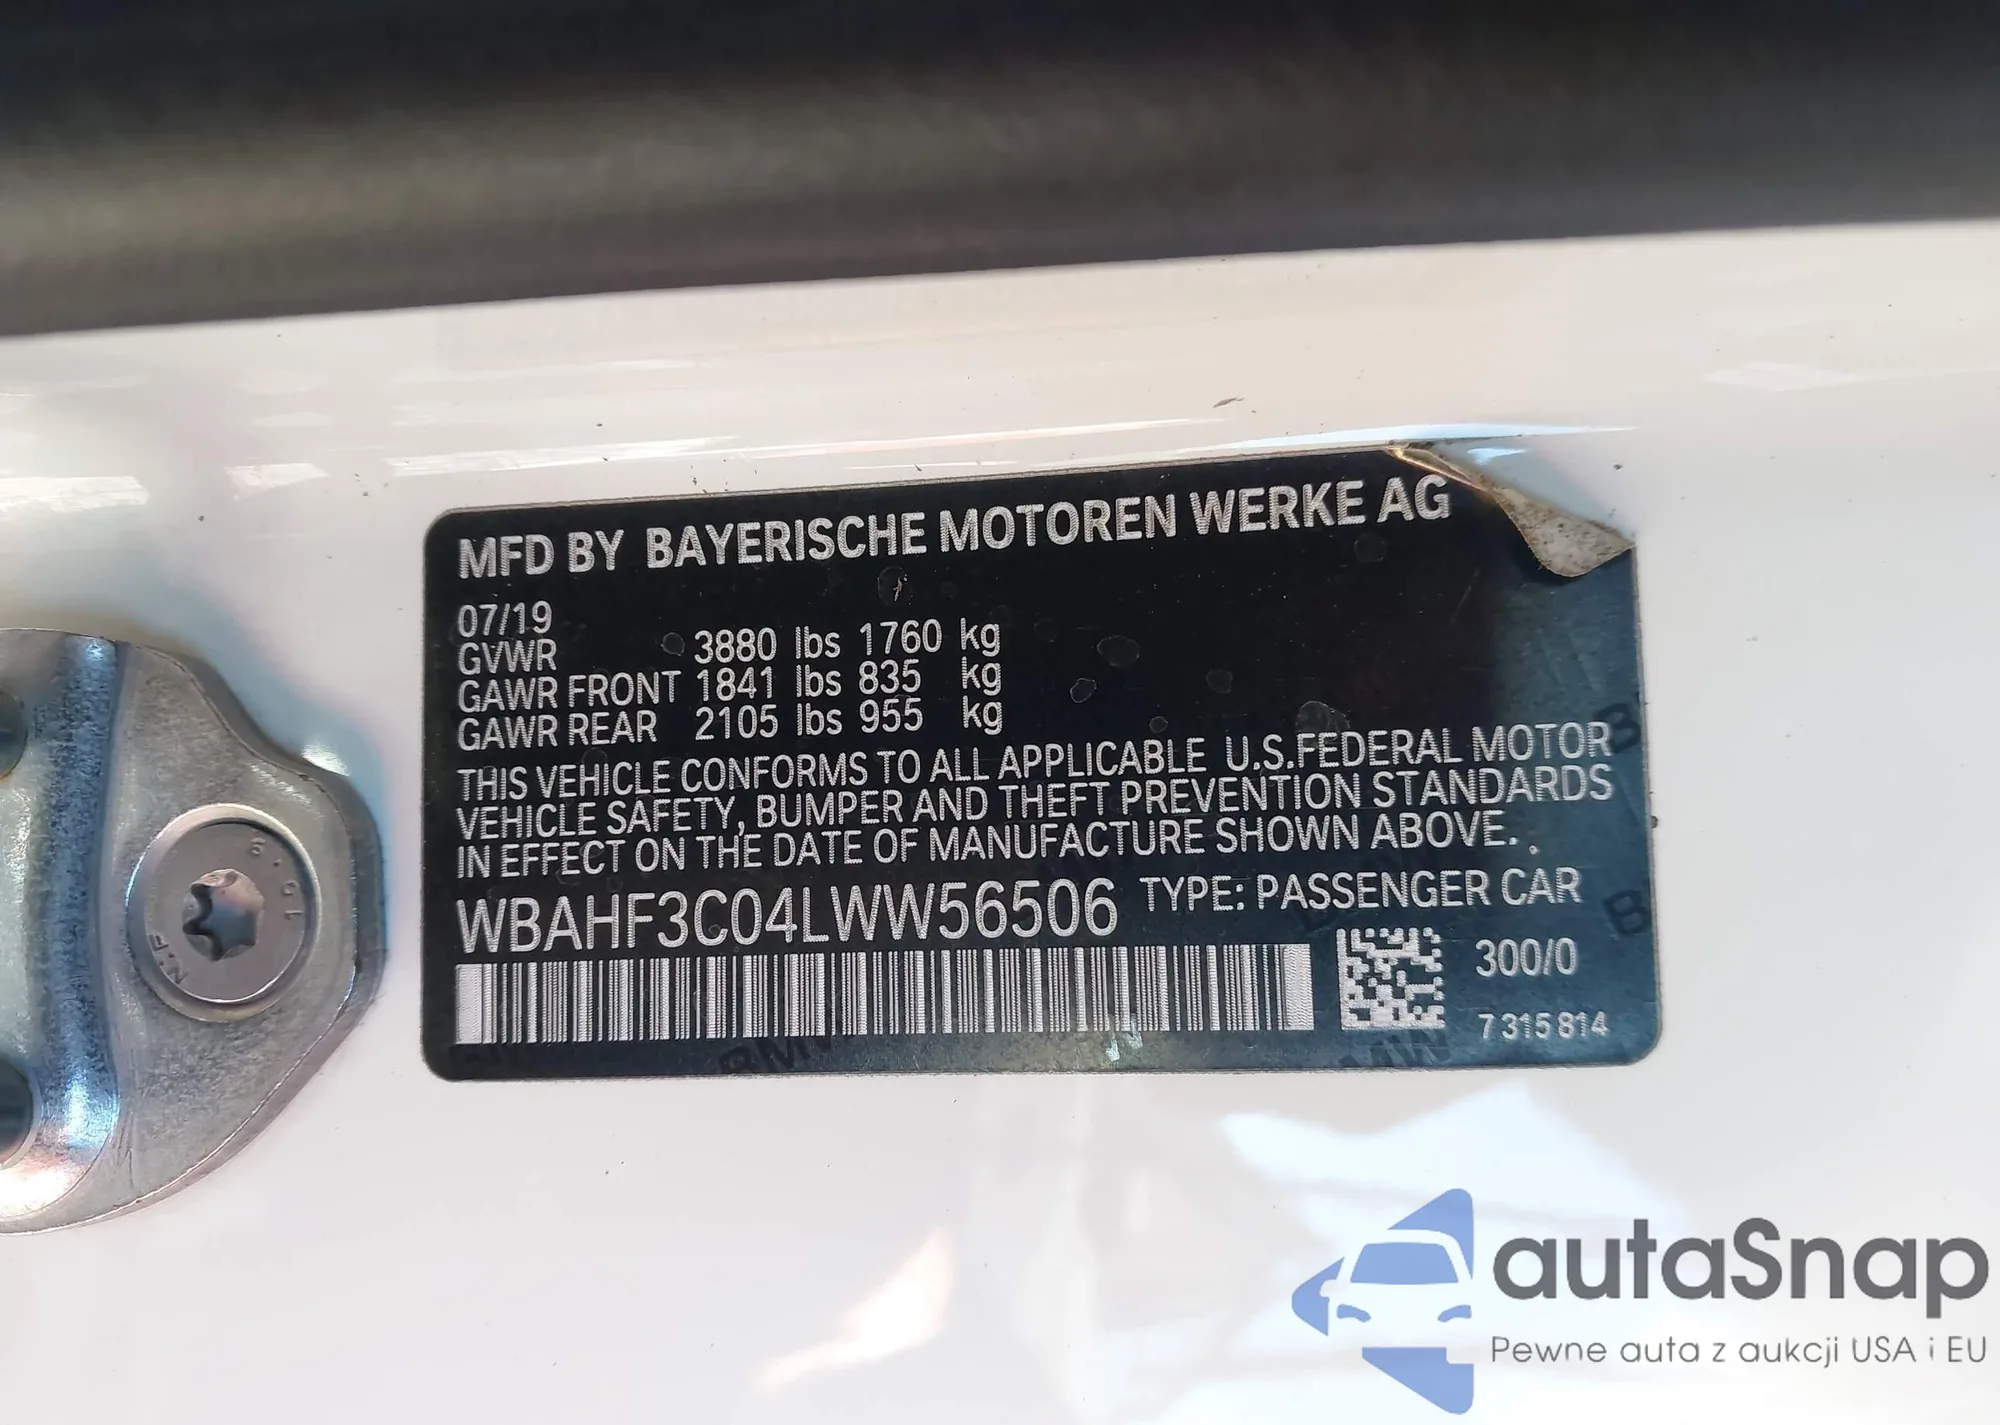 MFD BY BAYERISCHE MOTOREN WERKE AG
07/19
GVWR 3880 lbs 1760 kg
GAWR FRONT 1841 lbs 835 kg
GAWR REAR 2105 lbs 955 kg
THIS VEHICLE CONFORMS TO ALL APPLICABLE U.S.FEDERAL MOTOR
VEHICLE SAFETY, BUMPER AND THEFT PREVENTION STANDARDS
IN EFFECT ON THE DATE OF MANUFACTURE SHOWN ABOVE.
WBAHF3C04LWW56506 TYPE: PASSENGER CAR
300/0
7 315 814
autaSnap
Pewne auta z aukcji USA i EU